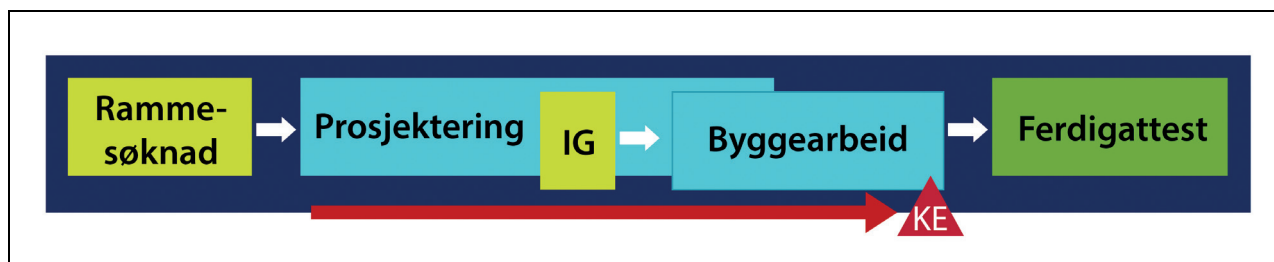 Ramme-
søknad
Prosjektering
IG
Byggearbeid
Ferdigattest
KE